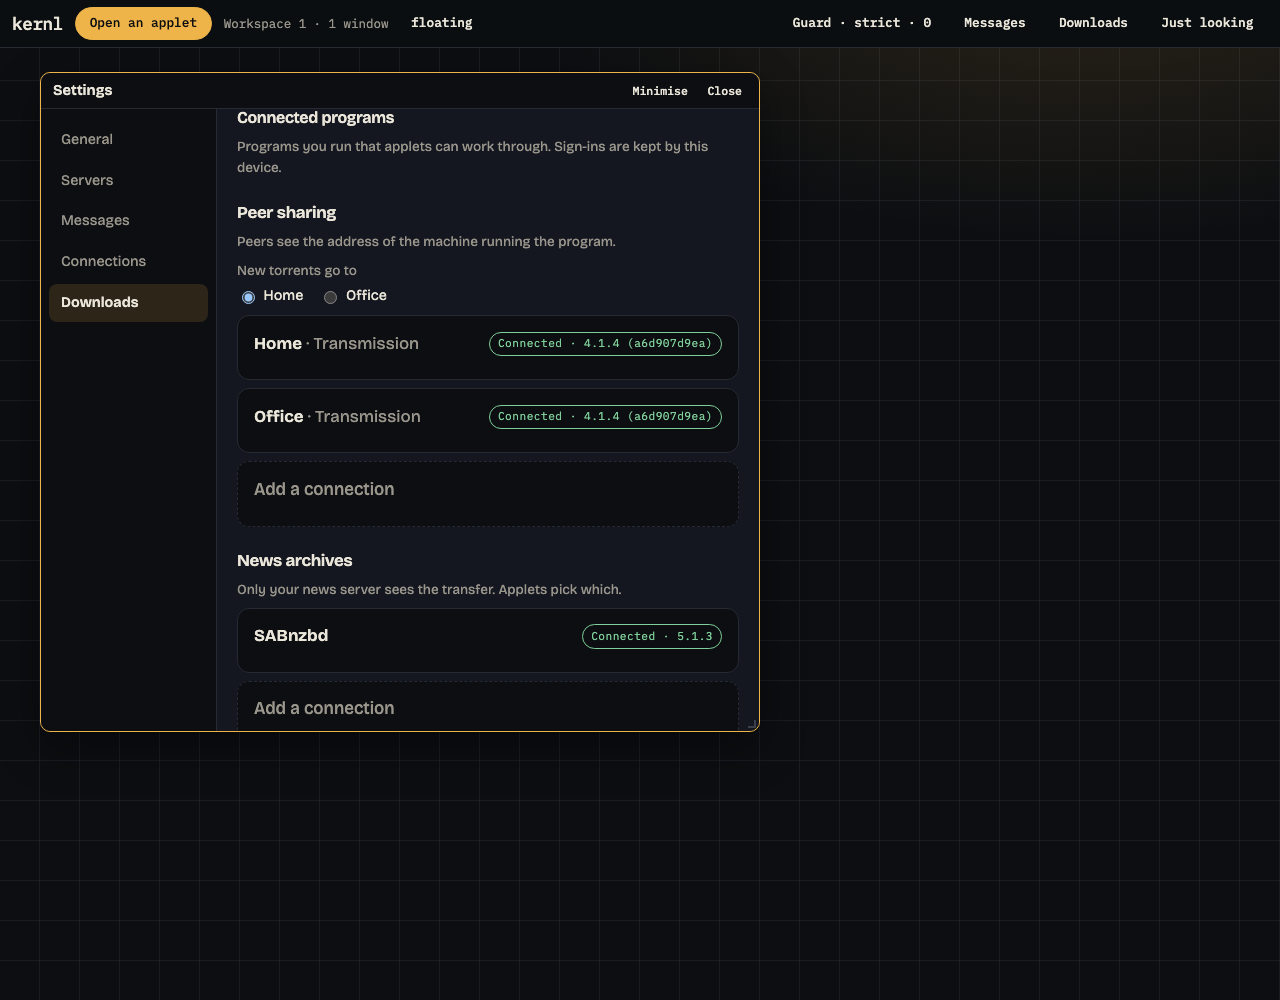 kernl
Open an applet
Workspace 1 · 1 window
floating
Guard · strict · 0
Messages
Downloads
Just looking
Settings
Minimise
Close
General
Servers
Messages
Connections
Downloads
Connected programs
Programs you run that applets can work through. Sign-ins are kept by this
device.
Peer sharing
Peers see the address of the machine running the program.
New torrents go to
Home
Office
Home · Transmission
Connected · 4.1.4 (a6d907d9ea)
Office · Transmission
Connected · 4.1.4 (a6d907d9ea)
Add a connection
News archives
Only your news server sees the transfer. Applets pick which.
SABnzbd
Connected · 5.1.3
Add a connection